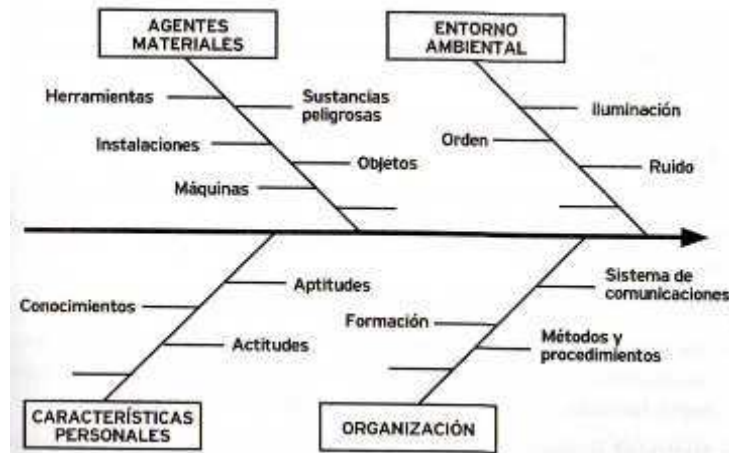 AGENTES
MATERIALES
ENTORNO
AMBIENTAL
Herramientas
Sustancias
peligrosas
Instalaciones
Objetos
Máquinas
Iluminación
Orden
Ruido
Conocimientos
Aptitudes
Actitudes
Sistema de
comunicaciones
Formación
Métodos y
procedimientos
CARACTERÍSTICAS
PERSONALES
ORGANIZACIÓN